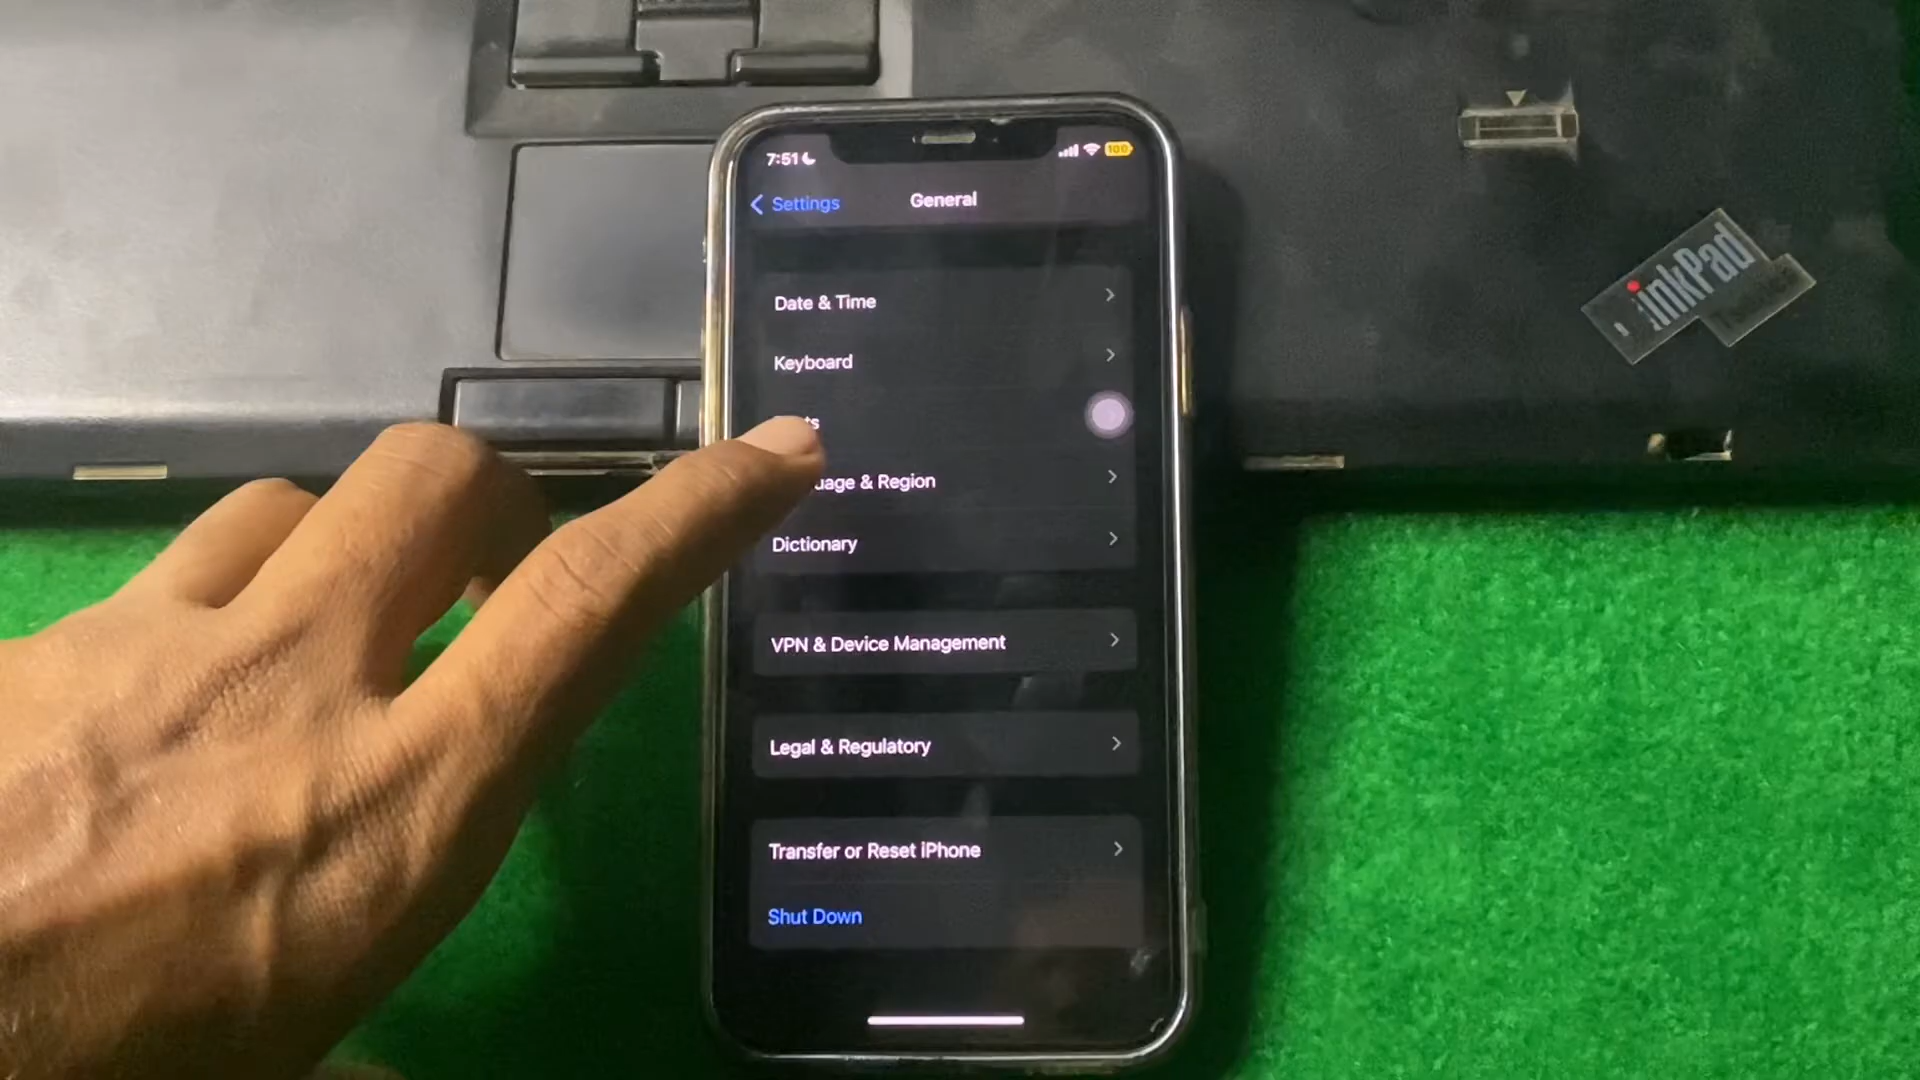 7:51
100
Settings
General
Date & Time
Keyboard
& Region
Dictionary
VPN & Device Management
Legal & Regulatory
Transfer or Reset iPhone
Shut Down
inkPad